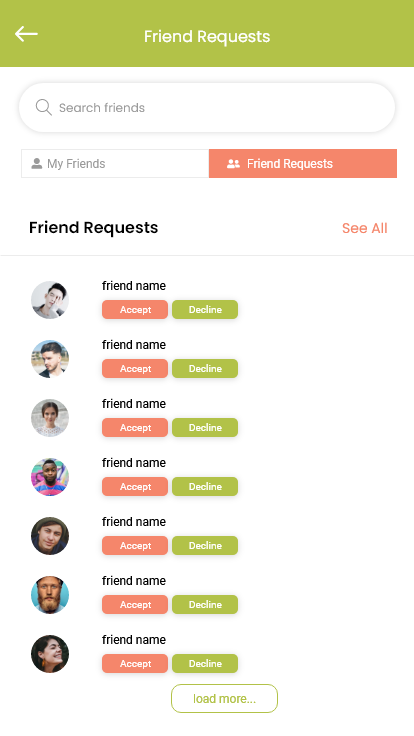 Friend Requests
Search friends
My Friends
Friend Requests
Friend Requests
See All
friend name
Accept
Decline
friend name
Accept
Decline
friend name
Accept
Decline
friend name
Accept
Decline
friend name
Accept
Decline
friend name
Accept
Decline
friend name
Accept
Decline
load more...